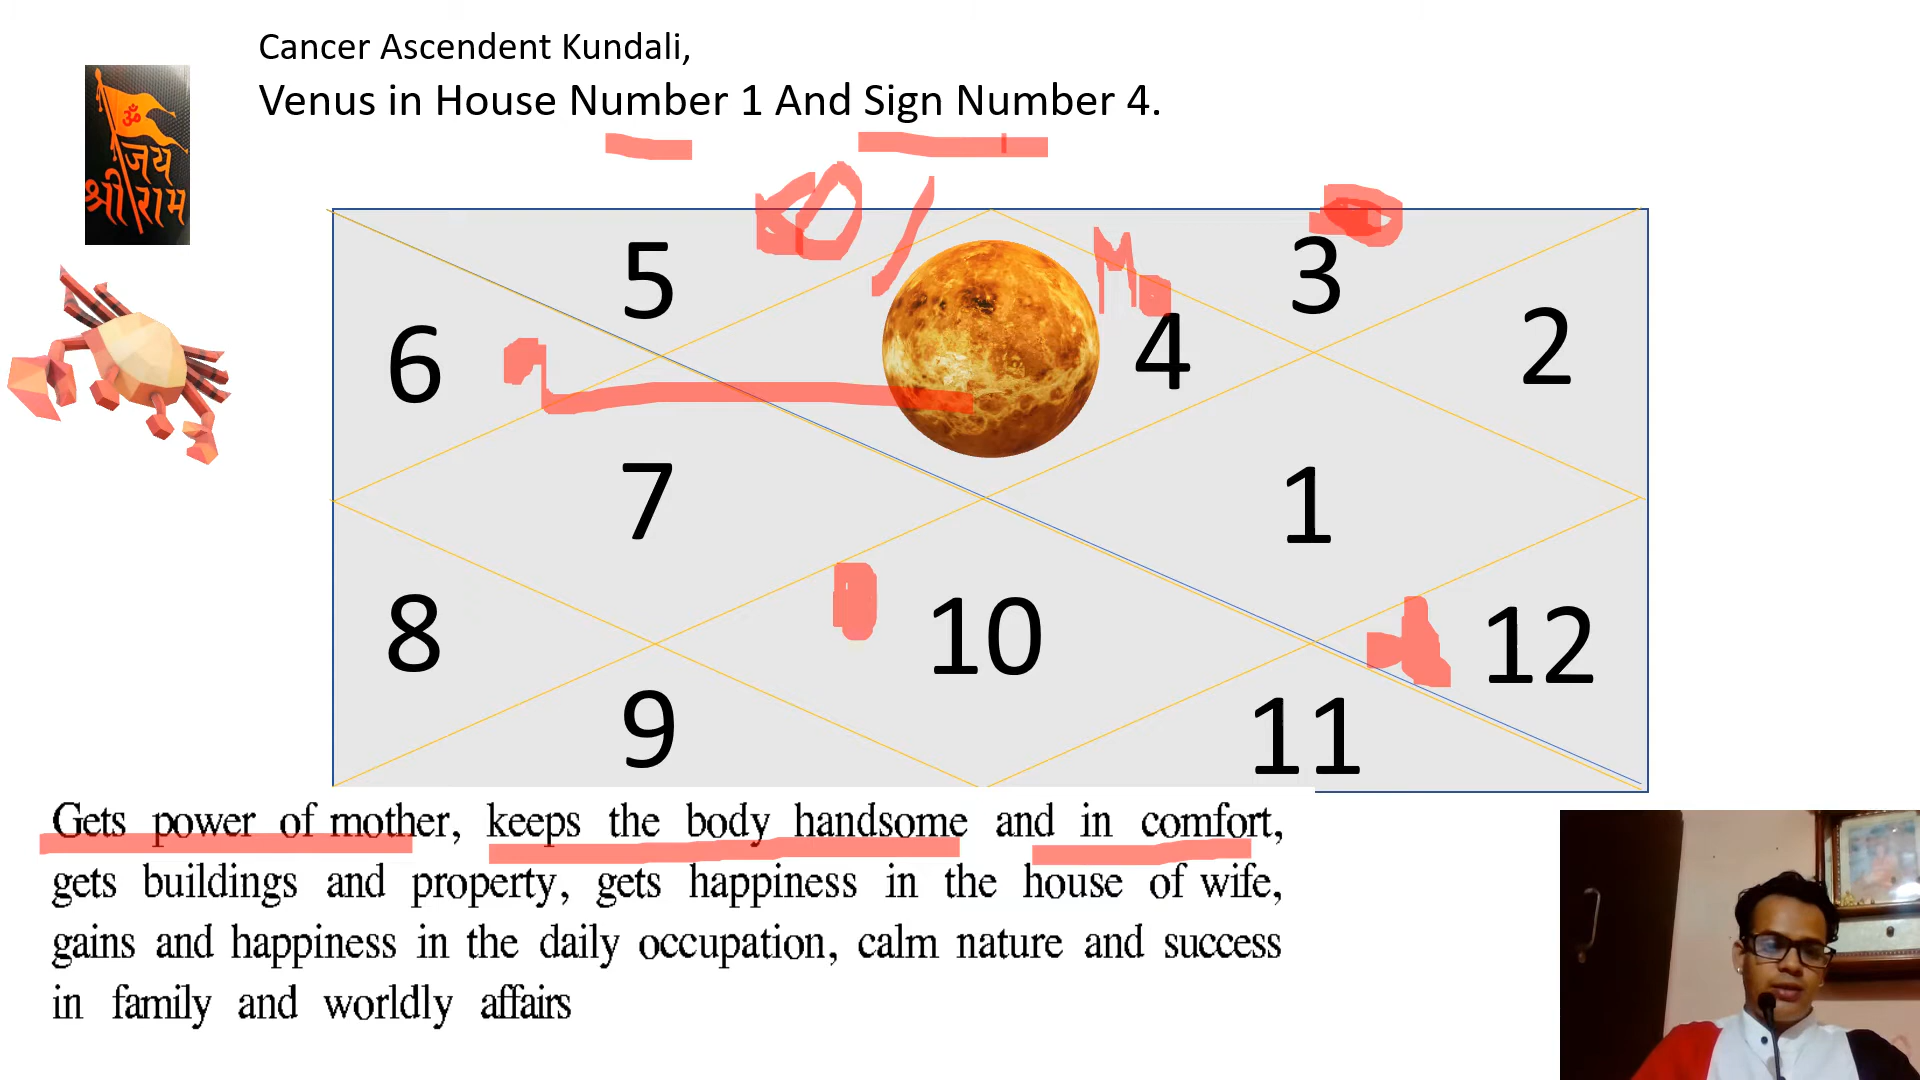 Cancer Ascendent Kundali,
Venus in House Number 1 And Sign Number 4.
ॐ
जय
श्री राम
5
3
6
4
2
Mo
7
1
8
10
12
9
11
Gets power of mother, keeps the body handsome and in comfort,
gets buildings and property, gets happiness in the house of wife,
gains and happiness in the daily occupation, calm nature and success
in family and worldly affairs